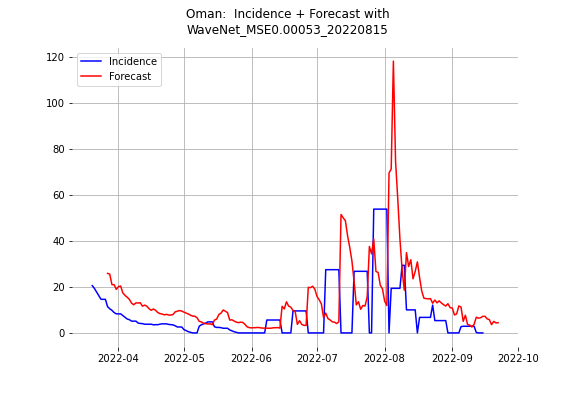 Oman:  Incidence + Forecast with
WaveNet_MSE0.00053_20220815
Incidence
Forecast
120
100
80
60
40
20
0
2022-04 2022-05 2022-06 2022-07 2022-08 2022-09 2022-10